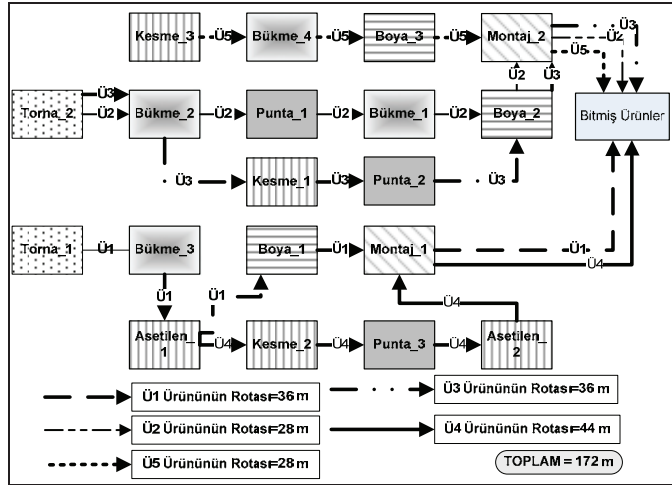 Kesme_3
Ü5
Bükme_4
Ü5
Boya_3
Ü5
Montaj_2
Ü3
Ü2
Ü5
Ü2
Ü3
Torna_2
Ü3
Ü2
Bükme_2
Ü2
Punta_1
Ü2
Bükme_1
Ü2
Boya_2
Bitmiş Ürünler
Ü3
Kesme_1
Ü3
Punta_2
Ü3
Torna_1
Ü1
Bükme_3
Boya_1
Ü1
Montaj_1
Ü1
Ü4
Ü1
Ü1
Ü4
Asetilen_1
Ü4
Kesme_2
Ü4
Punta_3
Ü4
Asetilen_2
Ü1 Ürününün Rotası=36 m
Ü3 Ürününün Rotası=36 m
Ü2 Ürününün Rotası=28 m
Ü4 Ürününün Rotası=44 m
Ü5 Ürününün Rotası=28 m
TOPLAM = 172 m